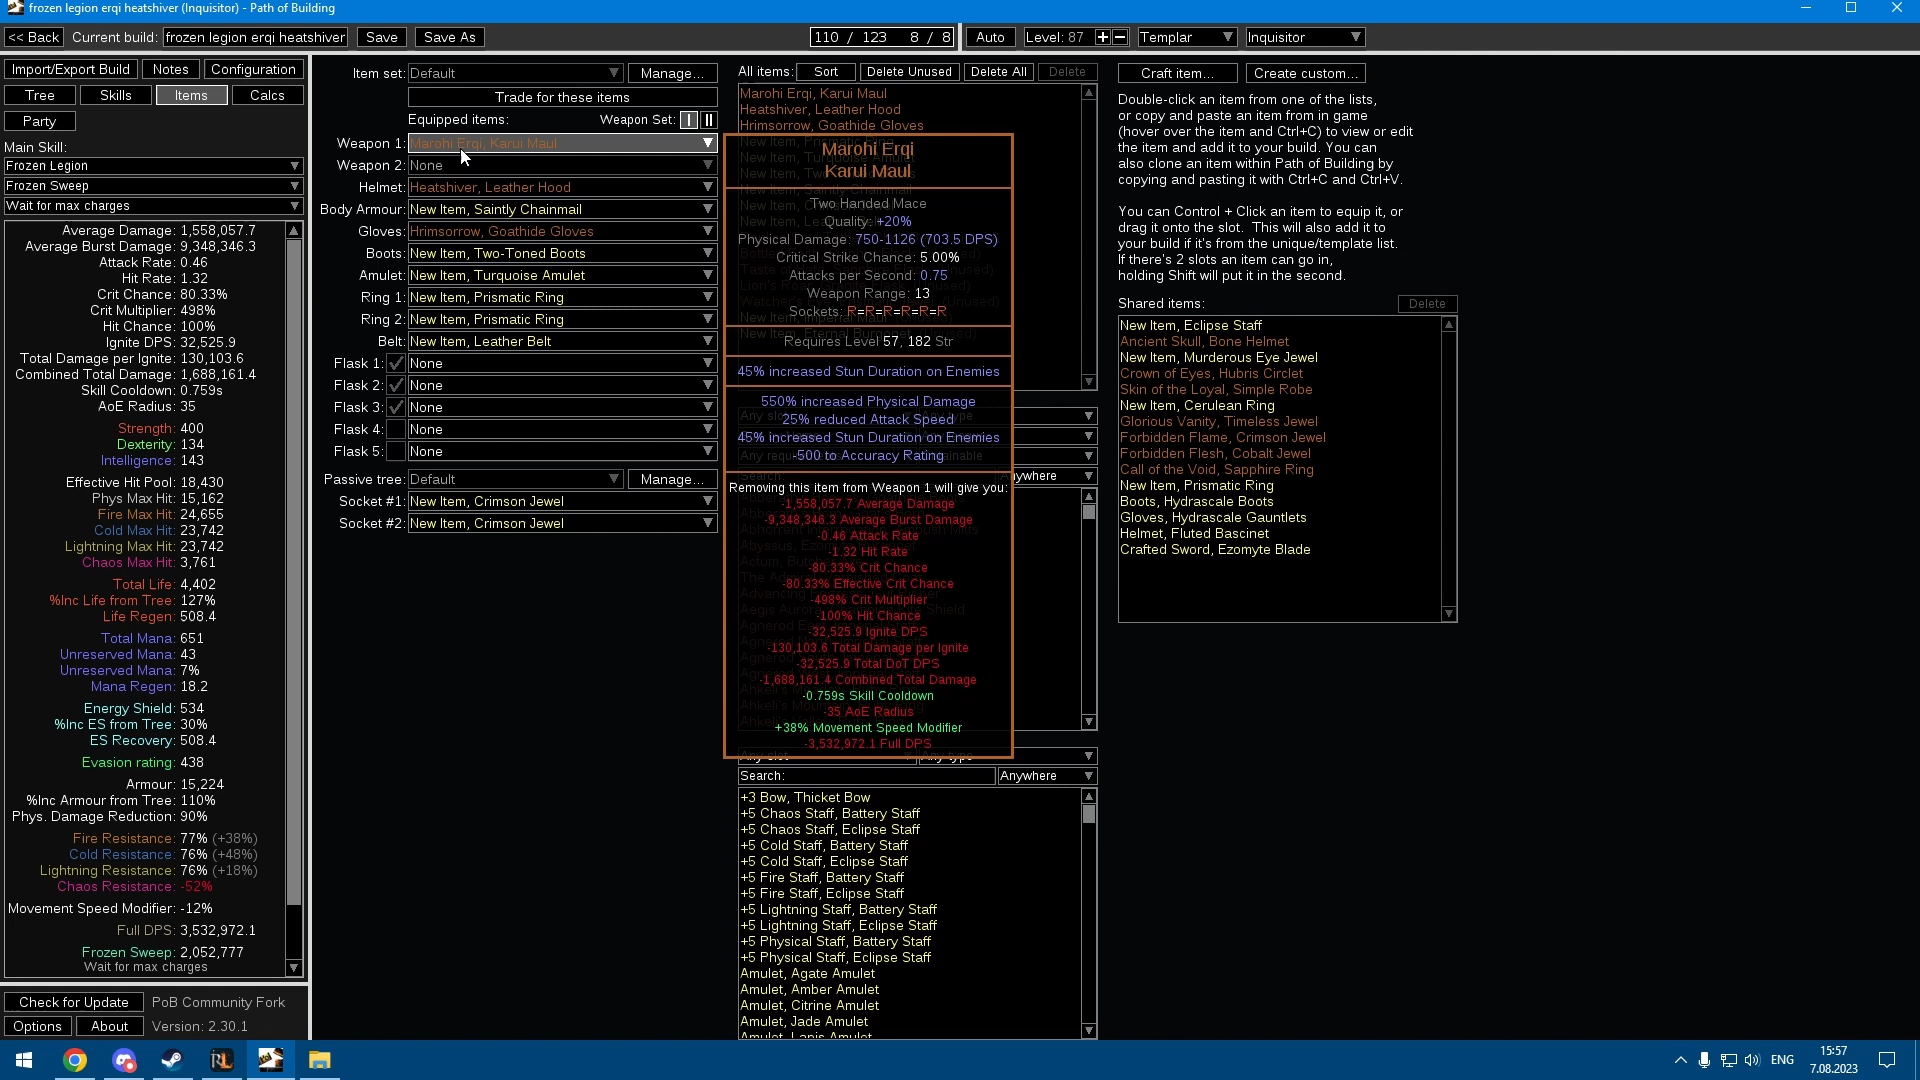 frozen legion erqi heatshiver (Inquisitor) - Path of Building
<< Back
Current build:
frozen legion erqi heatshiver
Save
Save As
110 / 123 8 / 8
Auto
Level: 87
Templar
Inquisitor
Import/Export Build
Notes
Configuration
Tree
Skills
Items
Calcs
Party
Main Skill:
Frozen Legion
Frozen Sweep
Wait for max charges
Average Damage: 1,558,057.7
Average Burst Damage: 9,348,346.3
Attack Rate: 0.46
Hit Rate: 1.32
Crit Chance: 80.33%
Crit Multiplier: 498%
Hit Chance: 100%
Ignite DPS: 32,525.9
Total Damage per Ignite: 130,103.6
Combined Total Damage: 1,688,161.4
Skill Cooldown: 0.759s
AoE Radius: 35
Strength: 400
Dexterity: 134
Intelligence: 143
Effective Hit Pool: 18,430
Phys Max Hit: 15,162
Fire Max Hit: 24,655
Cold Max Hit: 23,742
Lightning Max Hit: 23,742
Chaos Max Hit: 3,761
Total Life: 4,402
%Inc Life from Tree: 127%
Life Regen: 508.4
Total Mana: 651
Unreserved Mana: 43
Unreserved Mana: 7%
Mana Regen: 18.2
Energy Shield: 534
%Inc ES from Tree: 30%
ES Recovery: 508.4
Evasion rating: 438
Armour: 15,224
%Inc Armour from Tree: 110%
Phys. Damage Reduction: 90%
Fire Resistance: 77% (+38%)
Cold Resistance: 76% (+48%)
Lightning Resistance: 76% (+18%)
Chaos Resistance: -52%
Movement Speed Modifier: -12%
Full DPS: 3,532,972.1
Frozen Sweep: 2,052,777
Wait for max charges
Check for Update
PoB Community Fork
Options
About
Version: 2.30.1
Item set: Default
Manage...
Trade for these items
Equipped items:
Weapon Set: I II
Weapon 1: Marohi Erqi, Karui Maul
Weapon 2: None
Helmet: Heatshiver, Leather Hood
Body Armour: New Item, Saintly Chainmail
Gloves: Hrimsorrow, Goathide Gloves
Boots: New Item, Two-Toned Boots
Amulet: New Item, Turquoise Amulet
Ring 1: New Item, Prismatic Ring
Ring 2: New Item, Prismatic Ring
Belt: New Item, Leather Belt
Flask 1: None
Flask 2: None
Flask 3: None
Flask 4: None
Flask 5: None
Passive tree: Default
Manage...
Socket #1: New Item, Crimson Jewel
Socket #2: New Item, Crimson Jewel
All items:
Sort
Delete Unused
Delete All
Delete
Marohi Erqi, Karui Maul
Heatshiver, Leather Hood
Hrimsorrow, Goathide Gloves
Marohi Erqi
Karui Maul
Two Handed Mace
Quality: +20%
Physical Damage: 750-1126 (703.5 DPS)
Critical Strike Chance: 5.00%
Attacks per Second: 0.75
Weapon Range: 13
Sockets: R=R=R=R=R=R
Requires Level 57, 182 Str
45% increased Stun Duration on Enemies
550% increased Physical Damage
25% reduced Attack Speed
45% increased Stun Duration on Enemies
-500 to Accuracy Rating
Removing this item from Weapon 1 will give you:
-1,558,057.7 Average Damage
-9,348,346.3 Average Burst Damage
-0.46 Attack Rate
-1.32 Hit Rate
-80.33% Crit Chance
-80.33% Effective Crit Chance
-498% Crit Multiplier
-100% Hit Chance
-32,525.9 Ignite DPS
-130,103.6 Total Damage per Ignite
-32,525.9 Total DoT DPS
-1,688,161.4 Combined Total Damage
-0.759s Skill Cooldown
-35 AoE Radius
+38% Movement Speed Modifier
-3,532,972.1 Full DPS
Any slot
Any type
Search:
Anywhere
+3 Bow, Thicket Bow
+5 Chaos Staff, Battery Staff
+5 Chaos Staff, Eclipse Staff
+5 Cold Staff, Battery Staff
+5 Cold Staff, Eclipse Staff
+5 Fire Staff, Battery Staff
+5 Fire Staff, Eclipse Staff
+5 Lightning Staff, Battery Staff
+5 Lightning Staff, Eclipse Staff
+5 Physical Staff, Battery Staff
+5 Physical Staff, Eclipse Staff
Amulet, Agate Amulet
Amulet, Amber Amulet
Amulet, Citrine Amulet
Amulet, Jade Amulet
Amulet, Lapis Amulet
Craft item...
Create custom...
Double-click an item from one of the lists,
or copy and paste an item from in game
(hover over the item and Ctrl+C) to view or edit
the item and add it to your build. You can
also clone an item within Path of Building by
copying and pasting it with Ctrl+C and Ctrl+V.
You can Control + Click an item to equip it, or
drag it onto the slot. This will also add it to
your build if it's from the unique/template list.
If there's 2 slots an item can go in,
holding Shift will put it in the second.
Shared items:
Delete
New Item, Eclipse Staff
Ancient Skull, Bone Helmet
New Item, Murderous Eye Jewel
Crown of Eyes, Hubris Circlet
Skin of the Loyal, Simple Robe
New Item, Cerulean Ring
Glorious Vanity, Timeless Jewel
Forbidden Flame, Crimson Jewel
Forbidden Flesh, Cobalt Jewel
Call of the Void, Sapphire Ring
New Item, Prismatic Ring
Boots, Hydrascale Boots
Gloves, Hydrascale Gauntlets
Helmet, Fluted Bascinet
Crafted Sword, Ezomyte Blade
ENG
15:57
7.08.2023